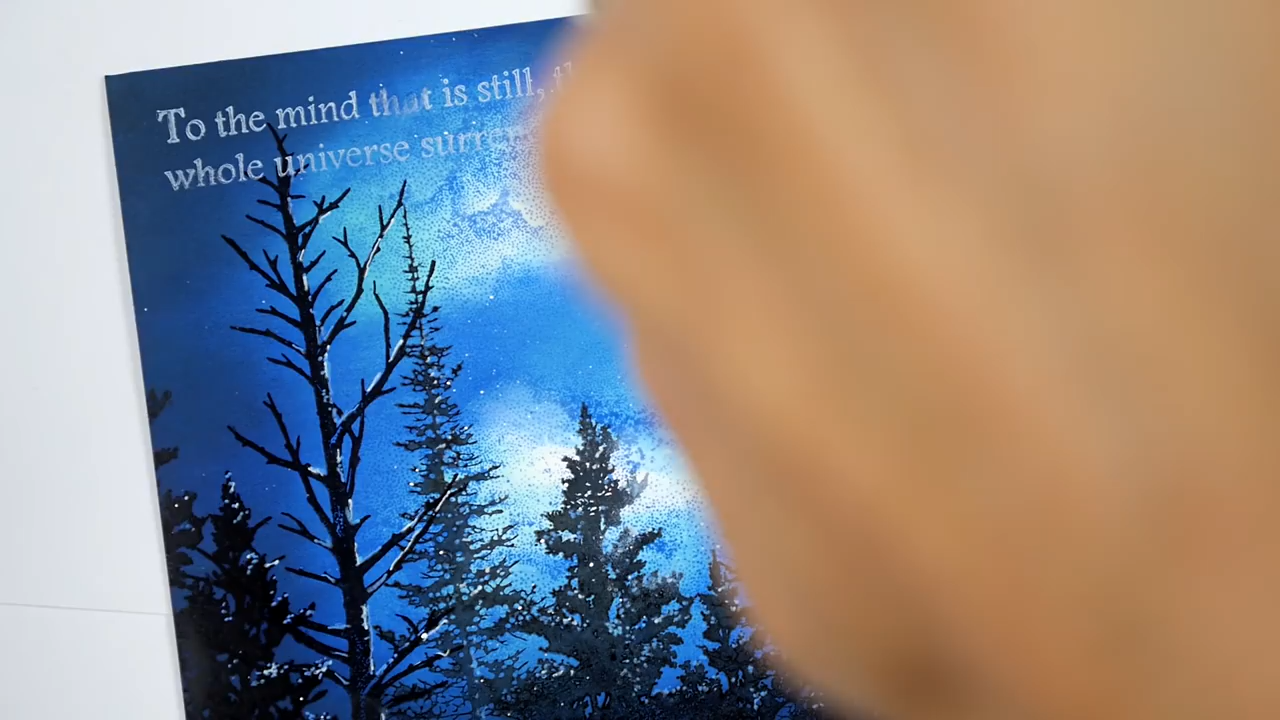 To the mind that is still,
whole universe